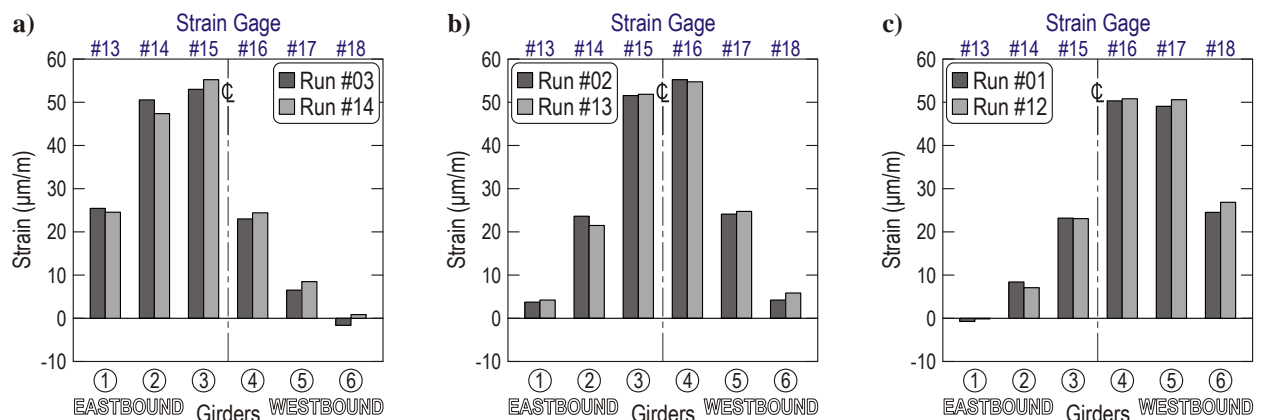 a)
Strain Gage
#13 #14 #15 #16 #17 #18
Run #03
Run #14
℄
Strain (µm/m)
60
50
40
30
20
10
0
-10
1 2 3 4 5 6
EASTBOUND Girders WESTBOUND
b)
Strain Gage
#13 #14 #15 #16 #17 #18
Run #02
Run #13
℄
Strain (µm/m)
60
50
40
30
20
10
0
-10
1 2 3 4 5 6
EASTBOUND Girders WESTBOUND
c)
Strain Gage
#13 #14 #15 #16 #17 #18
Run #01
Run #12
℄
Strain (µm/m)
60
50
40
30
20
10
0
-10
1 2 3 4 5 6
EASTBOUND Girders WESTBOUND